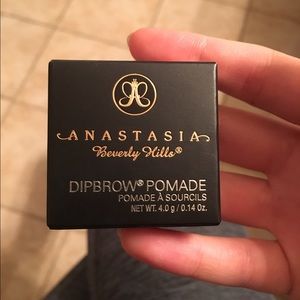 ANASTASIA
Beverly Hills®
DIPBROW® POMADE
POMADE À SOURCILS
NET WT. 4.0 g / 0.14 Oz.